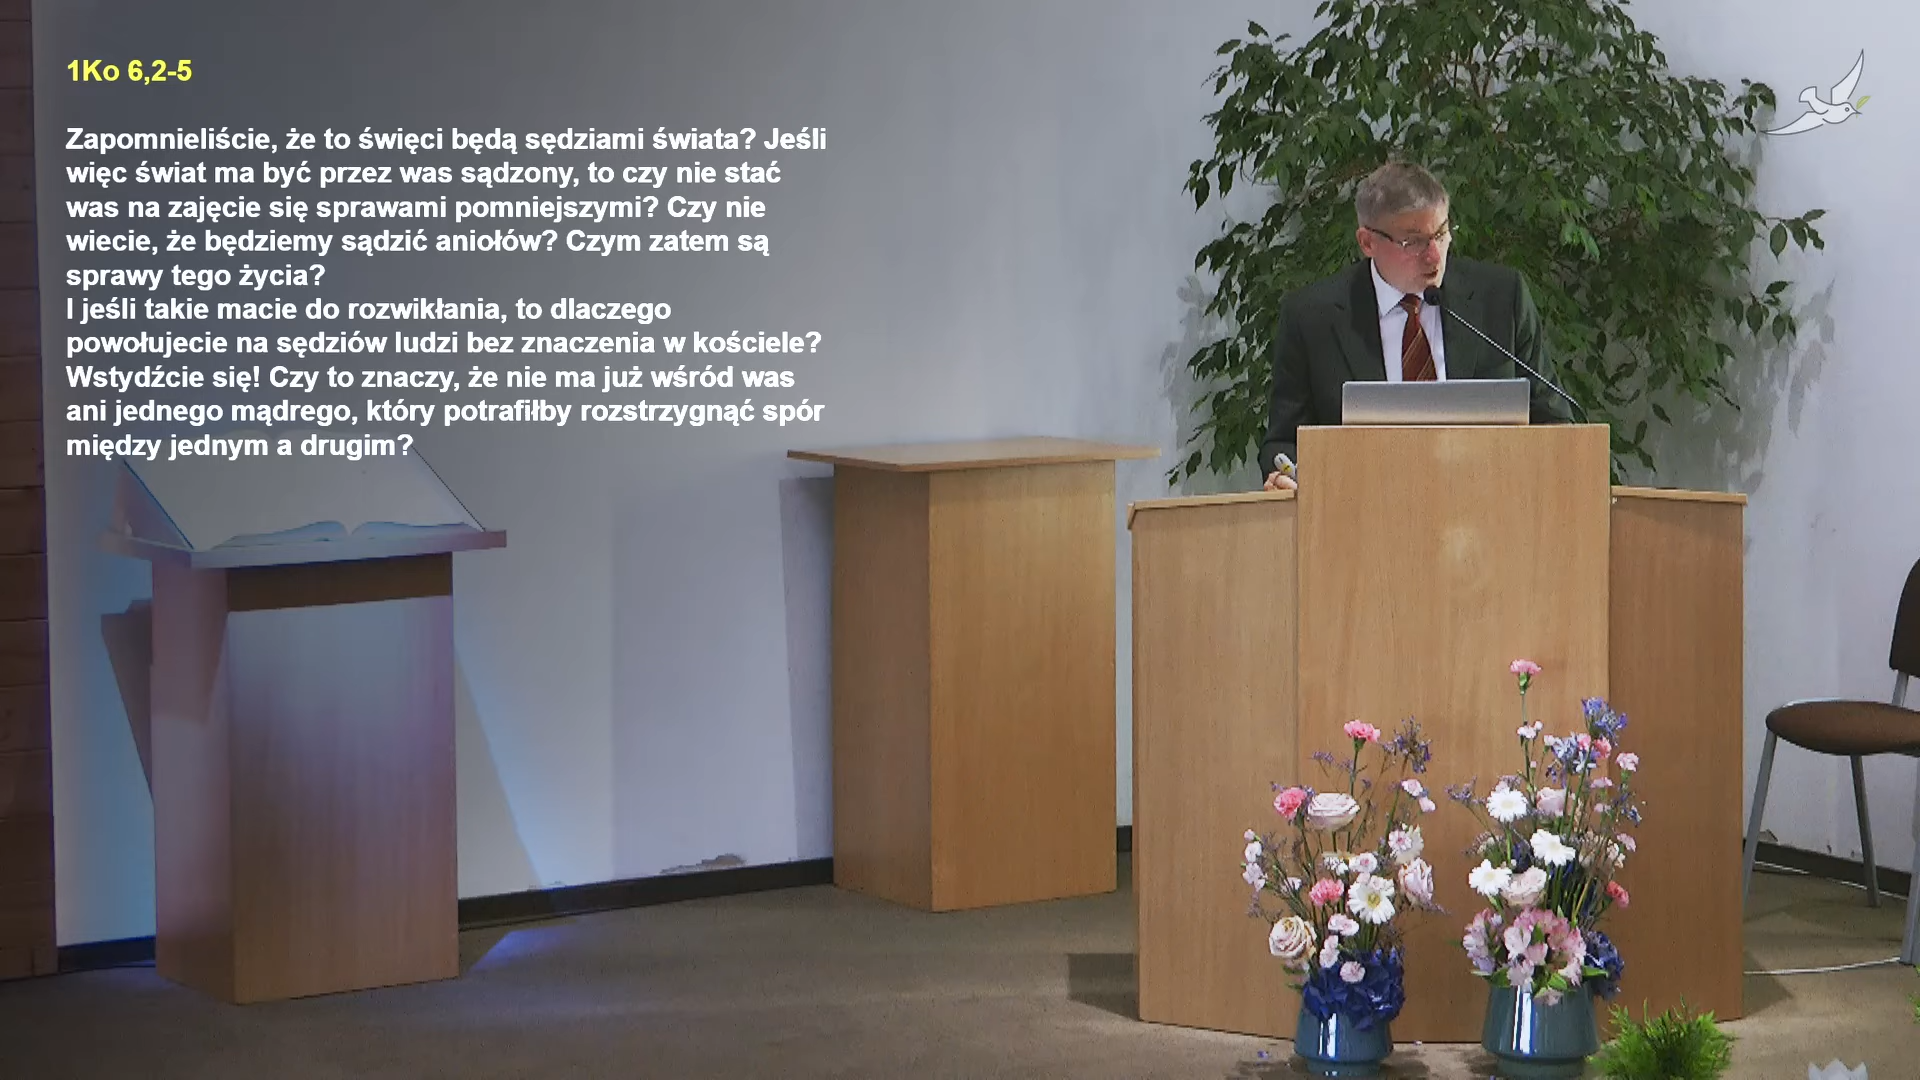 1Ko 6,2-5
Zapomnieliście, że to święci będą sędziami świata? Jeśli
więc świat ma być przez was sądzony, to czy nie stać
was na zajęcie się sprawami pomniejszymi? Czy nie
wiecie, że będziemy sądzić aniołów? Czym zatem są
sprawy tego życia?
I jeśli takie macie do rozwikłania, to dlaczego
powołujecie na sędziów ludzi bez znaczenia w kościele?
Wstydźcie się! Czy to znaczy, że nie ma już wśród was
ani jednego mądrego, który potrafiłby rozstrzygnąć spór
między jednym a drugim?